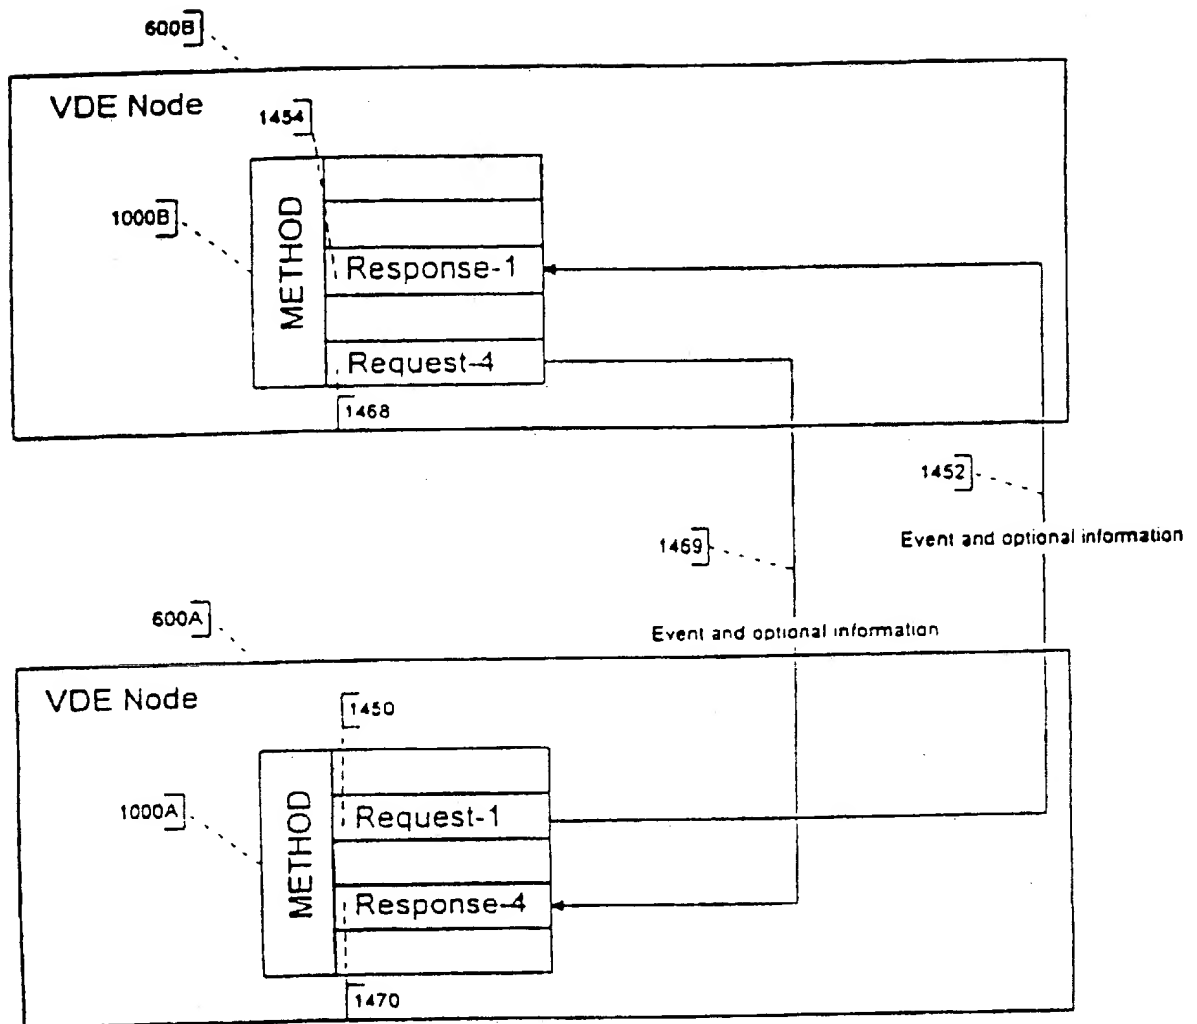 600B
VDE Node
1454
1000B
METHOD
Response-1
Request-4
1468
1452
Event and optional information
1469
Event and optional information
600A
VDE Node
1450
1000A
METHOD
Request-1
Response-4
1470